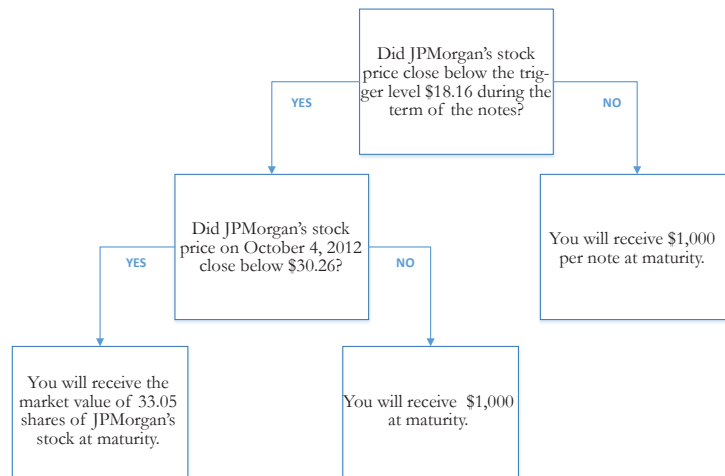 Did JPMorgan's stock
price close below the trig-
ger level $18.16 during the
term of the notes?
YES
NO
Did JPMorgan's stock
price on October 4, 2012
close below $30.26?
You will receive $1,000
per note at maturity.
YES
NO
You will receive the
market value of 33.05
shares of JPMorgan's
stock at maturity.
You will receive $1,000
at maturity.